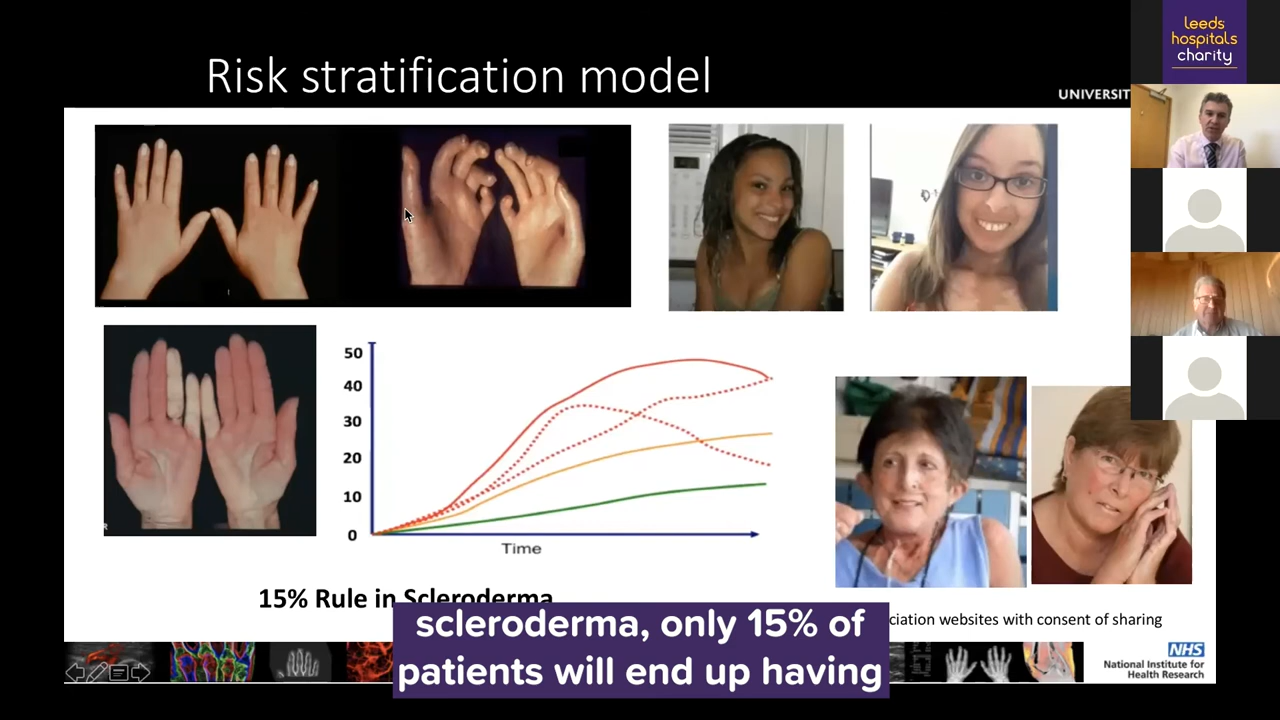 Risk stratification model
UNIVERSIT
leeds
hospitals
charity
50
40
30
20
10
0
Time
15% Rule in Scleroderma
ciation websites with consent of sharing
scleroderma, only 15% of
patients will end up having
NHS
National Institute for
Health Research